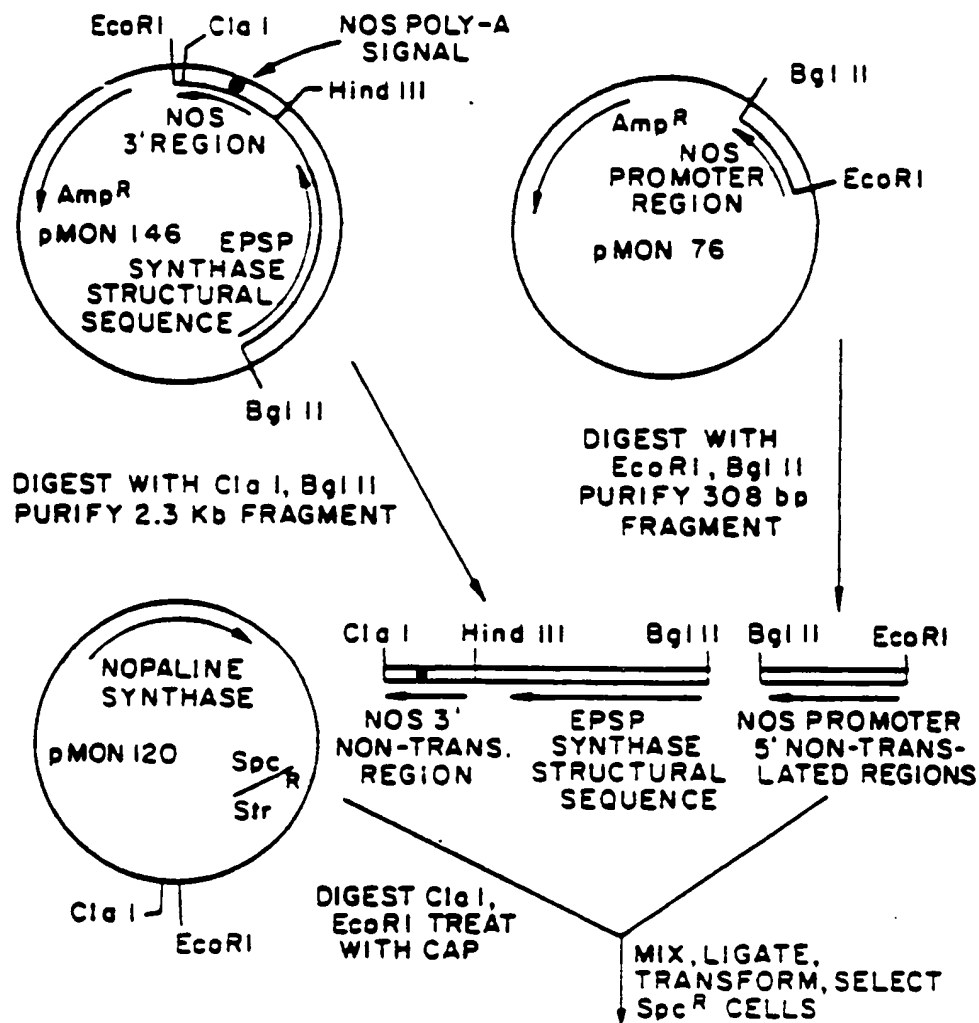 EcoRI
Cla I
NOS POLY-A
SIGNAL
Hind III
NOS
3' REGION
AmpR
pMON 146
EPSP
SYNTHASE
STRUCTURAL
SEQUENCE
Bgl II
Bgl II
AmpR
NOS
PROMOTER
REGION
EcoRI
pMON 76
DIGEST WITH Cla I, Bgl II
PURIFY 2.3 Kb FRAGMENT
DIGEST WITH
EcoRI, Bgl II
PURIFY 308 bp
FRAGMENT
NOPALINE
SYNTHASE
pMON 120
Spc
R
Str
Cla I
EcoRI
Cla I
Hind III
Bgl II
Bgl II
EcoRI
NOS 3'
NON-TRANS.
REGION
EPSP
SYNTHASE
STRUCTURAL
SEQUENCE
NOS PROMOTER
5' NON-TRANS-
LATED REGIONS
DIGEST Cla I,
EcoRI TREAT
WITH CAP
MIX, LIGATE,
TRANSFORM, SELECT
SpcR CELLS